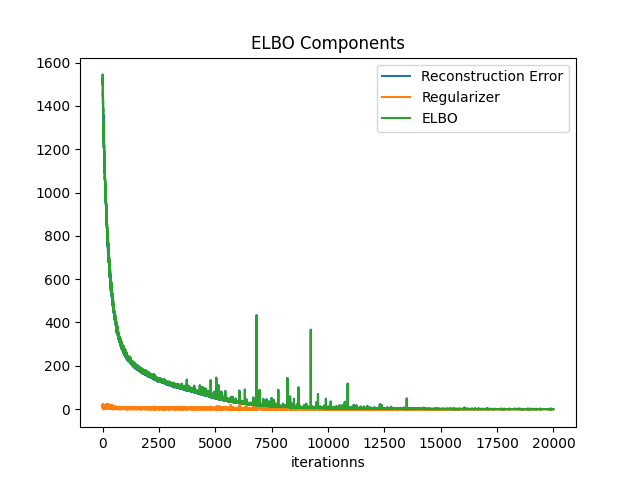 ELBO Components
1600
1400
1200
1000
800
600
400
200
0
Reconstruction Error
Regularizer
ELBO
0 2500 5000 7500 10000 12500 15000 17500 20000
iterationns